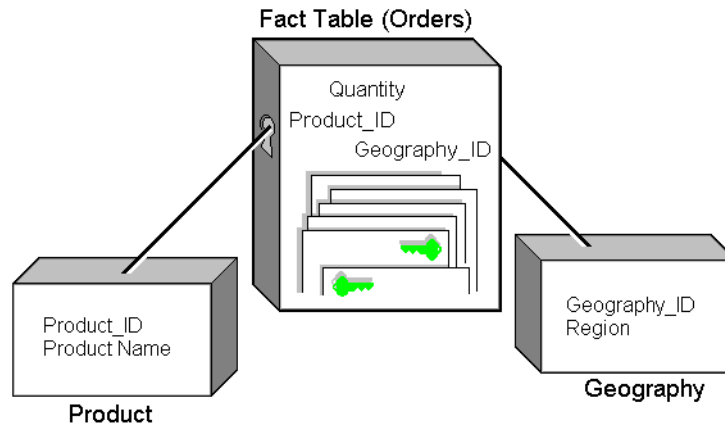 Fact Table (Orders)
Quantity
Product_ID
Geography_ID
Product_ID
Product Name
Product
Geography_ID
Region
Geography